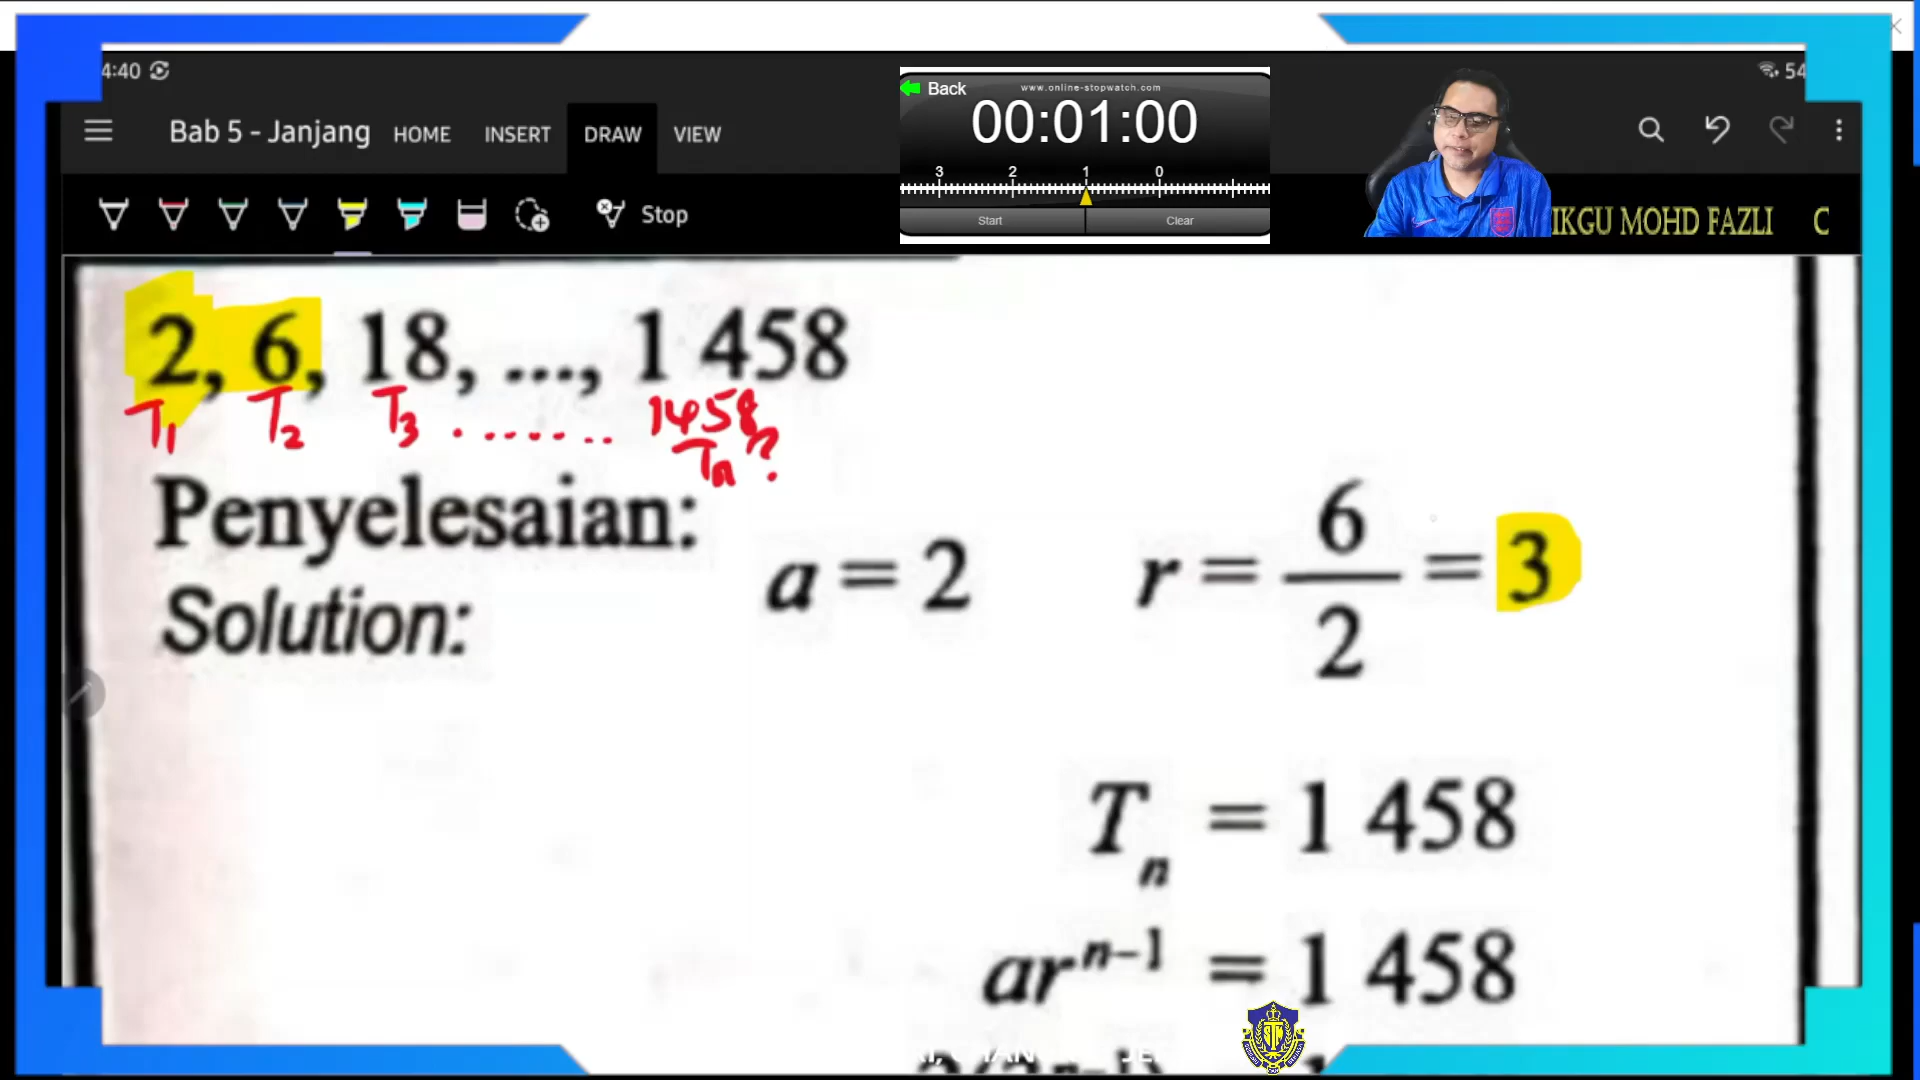 4:40
54
Back
www.online-stopwatch.com
00:01:00
3 2 1 0
Start Clear
Bab 5 - Janjang HOME INSERT DRAW VIEW
Stop
IKGU MOHD FAZLI C
2, 6, 18, ..., 1 458
T1 T2 T3 ........ 1458
Tn ?
Penyelesaian:
Solution:
a = 2 r = 6/2 = 3
Tn = 1 458
ar^n-1 = 1 458